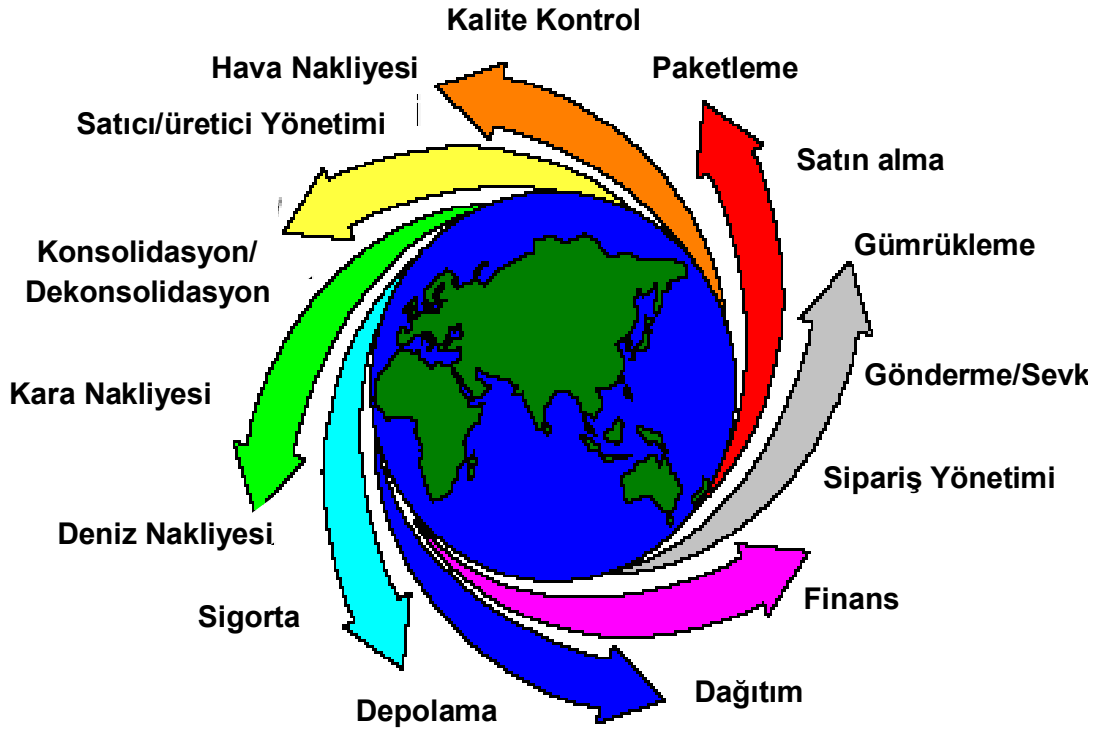 Kalite Kontrol
Hava Nakliyesi
Paketleme
Satıcı/üretici Yönetimi
Satın alma
Konsolidasyon/
Dekonsolidasyon
Gümrükleme
Kara Nakliyesi
Gönderme/Sevk
Sipariş Yönetimi
Deniz Nakliyesi
Sigorta
Finans
Depolama
Dağıtım